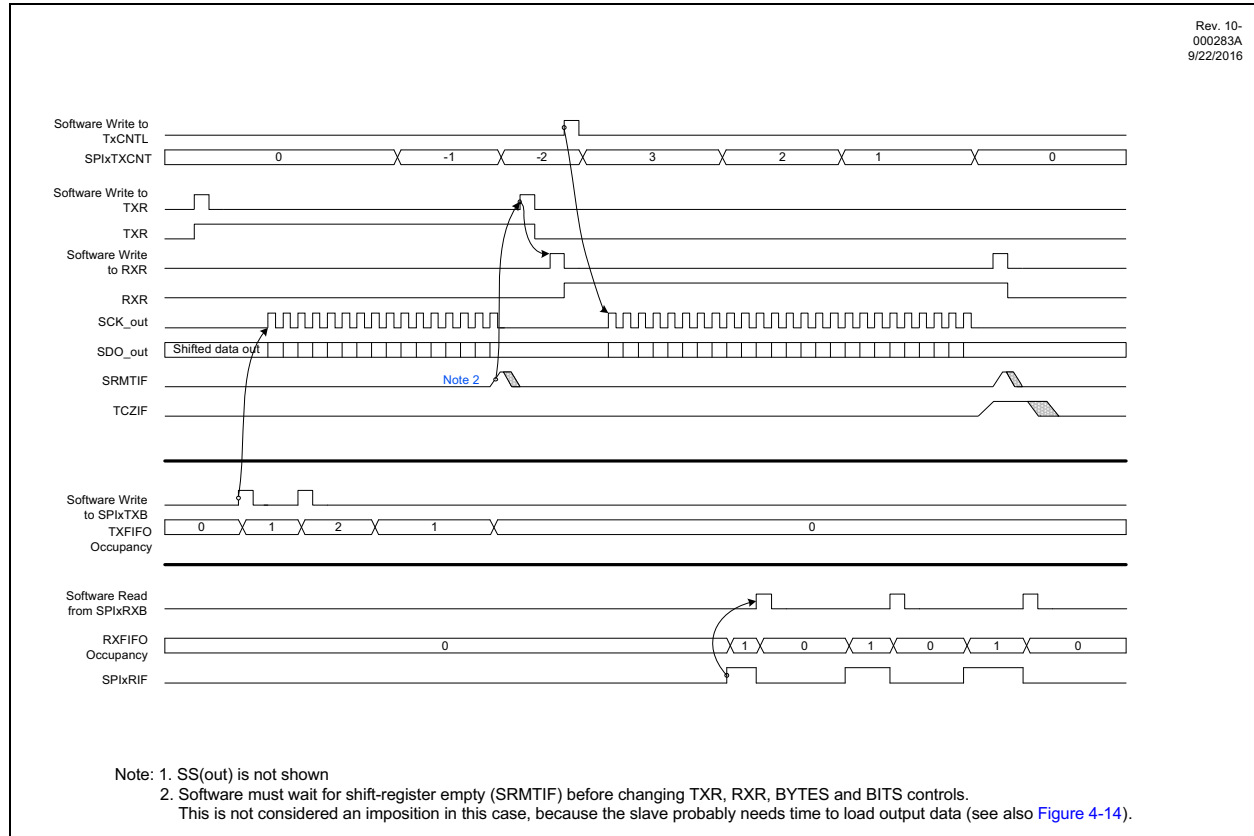 Rev. 10-
000283A
9/22/2016
Software Write to
TxCNTL
SPIxTXCNT 0 -1 -2 3 2 1 0
Software Write to
TXR
TXR
Software Write
to RXR
RXR
SCK_out
SDO_out Shifted data out
SRMTIF Note 2
TCZIF
Software Write
to SPIxTXB
TXFIFO 0 1 2 1 0
Occupancy
Software Read
from SPIxRXB
RXFIFO 0 1 0 1 0 1 0
Occupancy
SPIxRIF
Note: 1. SS(out) is not shown
2. Software must wait for shift-register empty (SRMTIF) before changing TXR, RXR, BYTES and BITS controls.
This is not considered an imposition in this case, because the slave probably needs time to load output data (see also Figure 4-14).